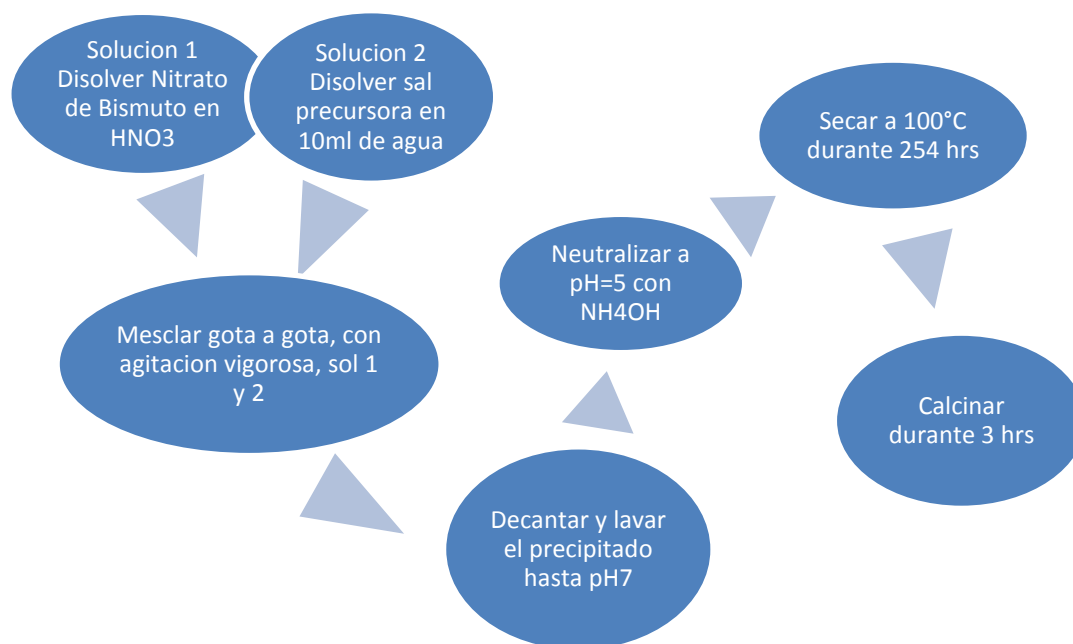 Solucion 1
Disolver Nitrato
de Bismuto en
HNO3
Solucion 2
Disolver sal
precursora en
10ml de agua
Mesclar gota a gota, con
agitacion vigorosa, sol 1
y 2
Decantar y lavar
el precipitado
hasta pH7
Neutralizar a
pH=5 con
NH4OH
Secar a 100°C
durante 254 hrs
Calcinar
durante 3 hrs